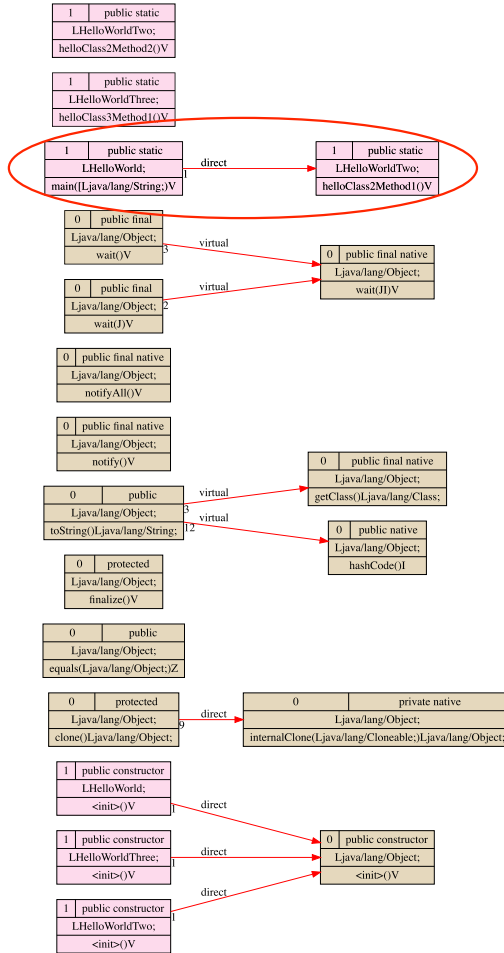 1 public static
LHelloWorldTwo;
helloClass2Method2()V
1 public static
LHelloWorldThree;
helloClass3Method1()V
1 public static
LHelloWorld;
main([Ljava/lang/String;)V
1
direct
1 public static
LHelloWorldTwo;
helloClass2Method1()V
0 public final
Ljava/lang/Object;
wait()V
3
virtual
0 public final
Ljava/lang/Object;
wait(J)V
2
virtual
0 public final native
Ljava/lang/Object;
wait(JI)V
0 public final native
Ljava/lang/Object;
notifyAll()V
0 public final native
Ljava/lang/Object;
notify()V
0 public
Ljava/lang/Object;
toString()Ljava/lang/String;
3
virtual
12
virtual
0 public final native
Ljava/lang/Object;
getClass()Ljava/lang/Class;
0 public native
Ljava/lang/Object;
hashCode()I
0 protected
Ljava/lang/Object;
finalize()V
0 public
Ljava/lang/Object;
equals(Ljava/lang/Object;)Z
0 protected
Ljava/lang/Object;
clone()Ljava/lang/Object;
9
direct
0 private native
Ljava/lang/Object;
internalClone(Ljava/lang/Cloneable;)Ljava/lang/Object;
1 public constructor
LHelloWorld;
<init>()V
1
direct
1 public constructor
LHelloWorldThree;
<init>()V
1
direct
1 public constructor
LHelloWorldTwo;
<init>()V
1
direct
0 public constructor
Ljava/lang/Object;
<init>()V